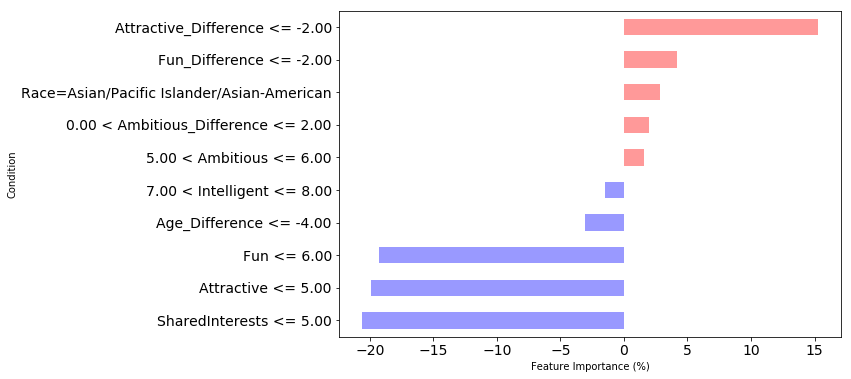 Attractive_Difference <= -2.00
Fun_Difference <= -2.00
Race=Asian/Pacific Islander/Asian-American
0.00 < Ambitious_Difference <= 2.00
5.00 < Ambitious <= 6.00
7.00 < Intelligent <= 8.00
Age_Difference <= -4.00
Fun <= 6.00
Attractive <= 5.00
SharedInterests <= 5.00
Condition
−20 −15 −10 −5 0 5 10 15
Feature Importance (%)